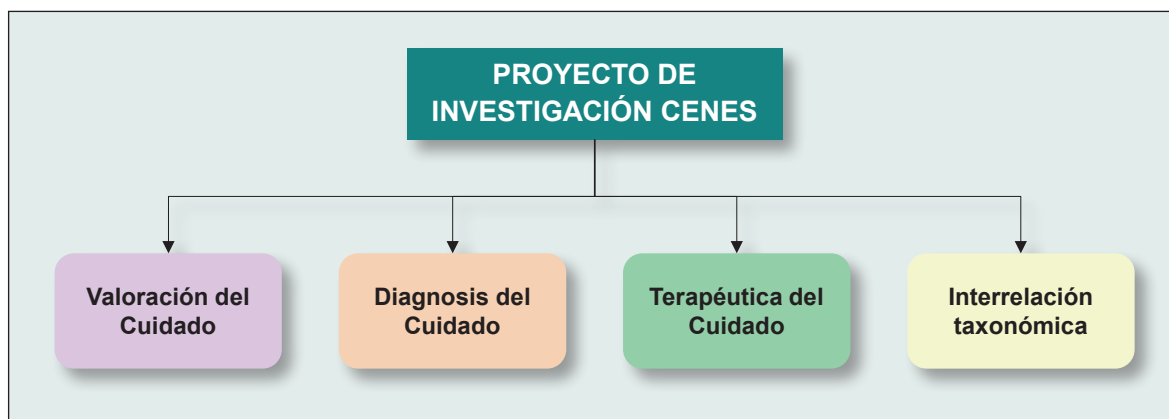 PROYECTO DE
INVESTIGACIÓN CENES
Valoración del
Cuidado
Diagnosis del
Cuidado
Terapéutica del
Cuidado
Interrelación
taxonómica